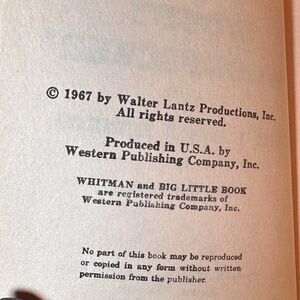 © 1967 by Walter Lantz Productions, Inc.
All rights reserved.
Produced in U.S.A. by
Western Publishing Company, Inc.
WHITMAN and BIG LITTLE BOOK
are registered trademarks of
Western Publishing Company, Inc.
No part of this book may be reproduced
or copied in any form without written
permission from the publisher.